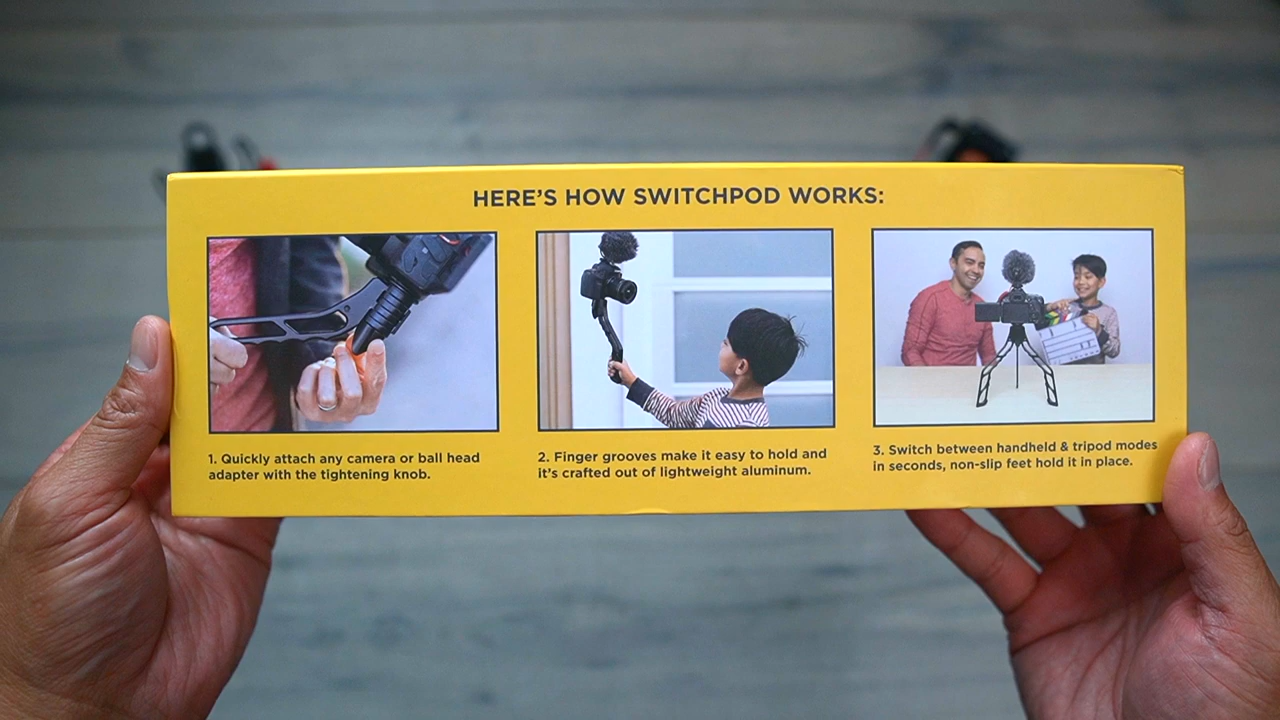 HERE'S HOW SWITCHPOD WORKS:
1. Quickly attach any camera or ball head
adapter with the tightening knob.
2. Finger grooves make it easy to hold and
it's crafted out of lightweight aluminum.
3. Switch between handheld & tripod modes
in seconds, non-slip feet hold it in place.